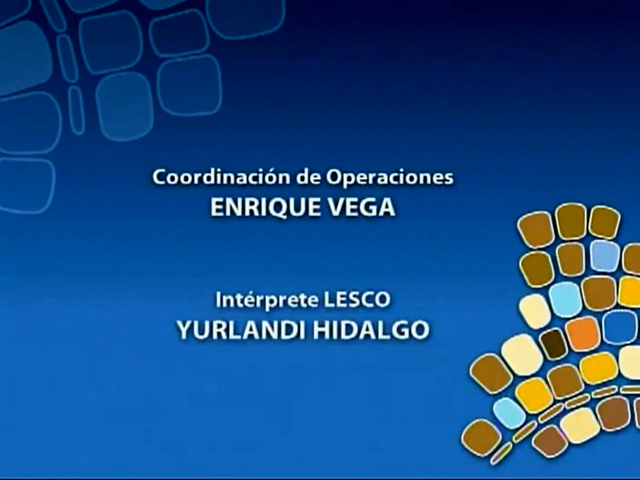 Coordinación de Operaciones
ENRIQUE VEGA
Intérprete LESCO
YURLANDI HIDALGO